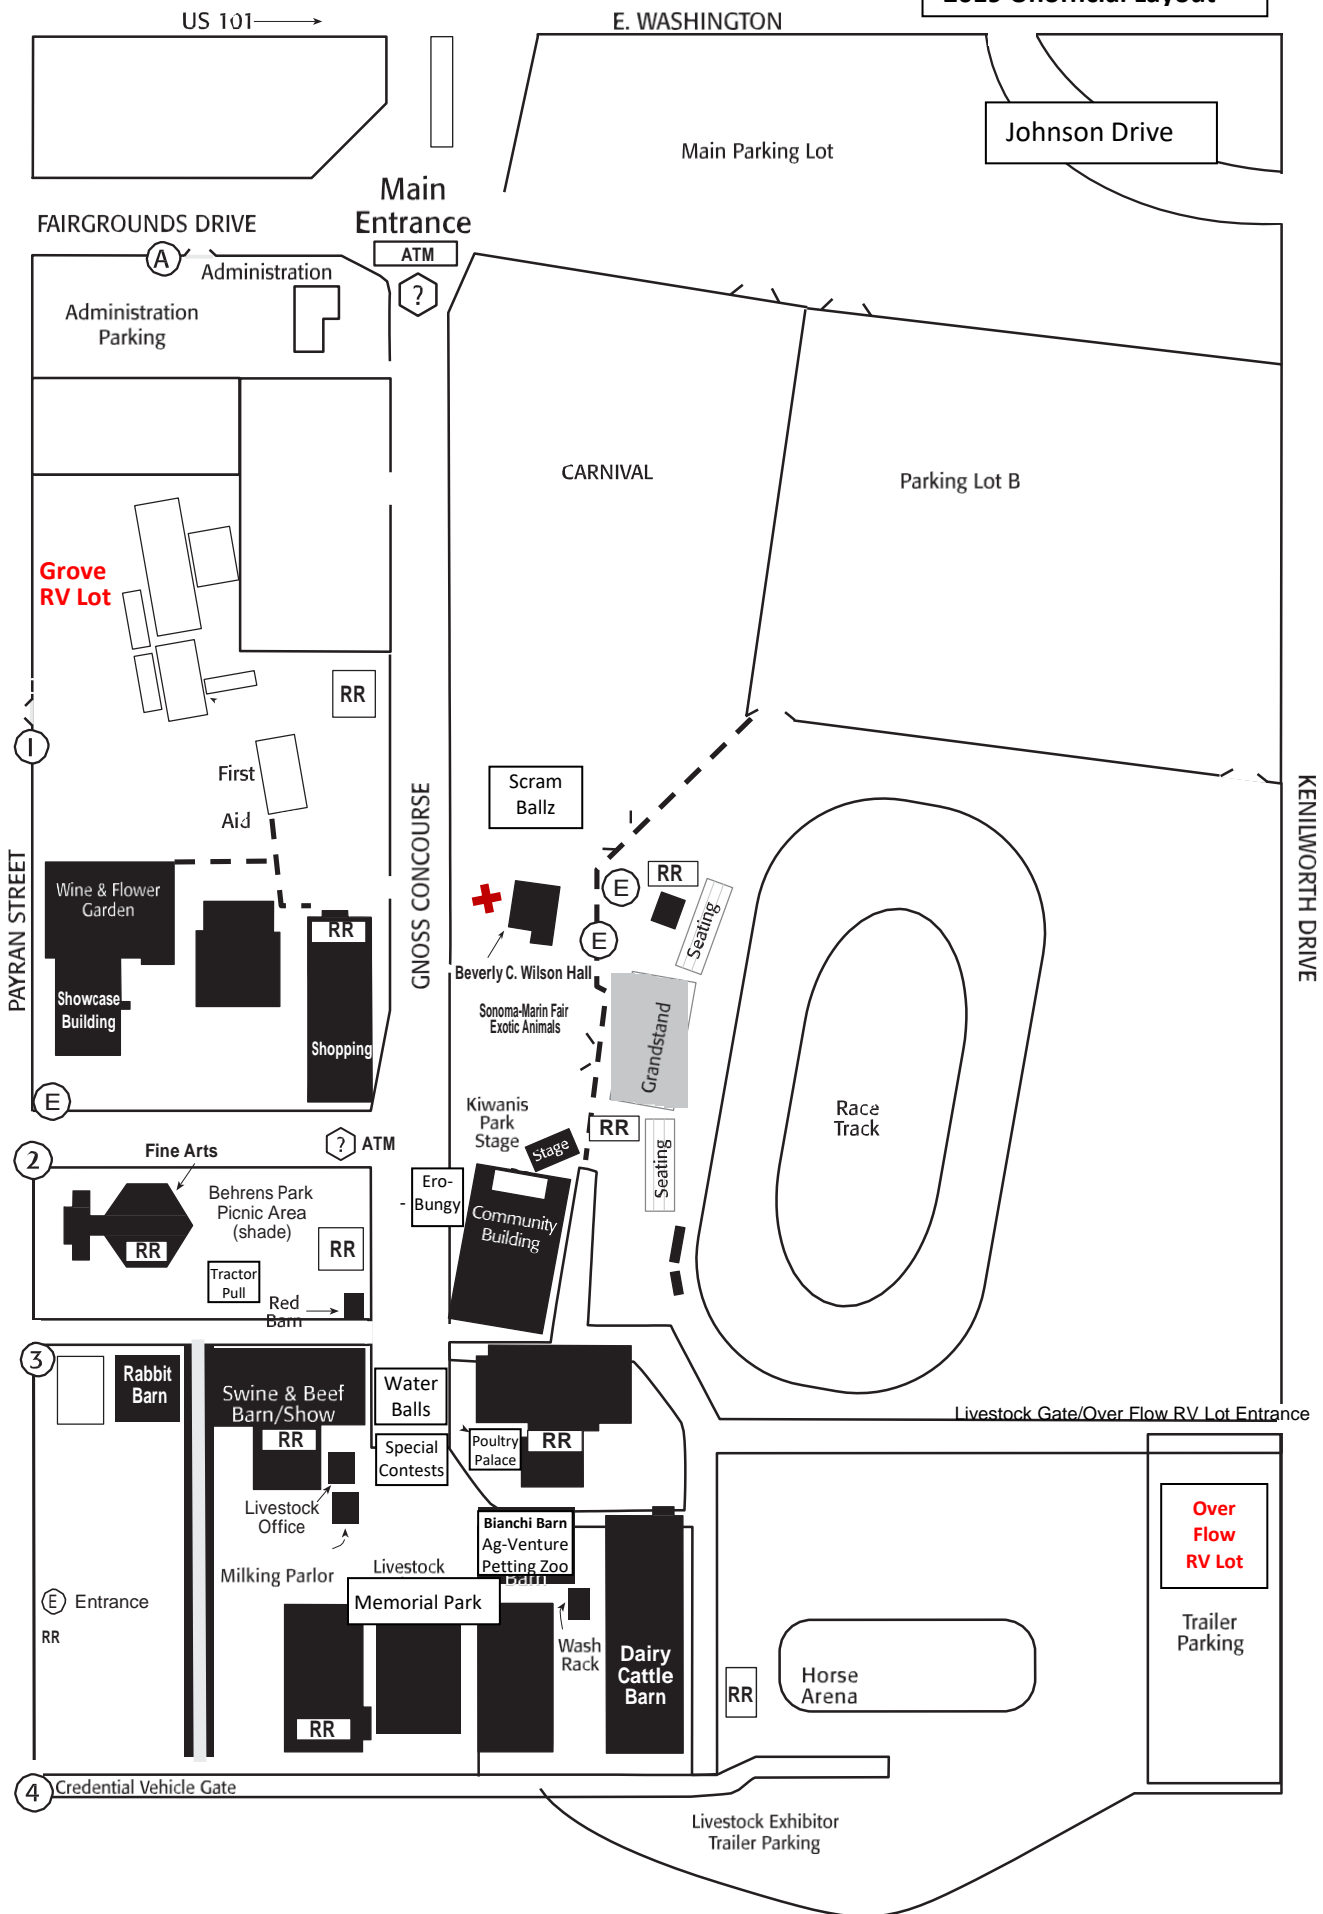 2025 Unofficial Layout
US 101
E. WASHINGTON
Johnson Drive
Main Parking Lot
Main
Entrance
FAIRGROUNDS DRIVE
ATM
A
Administration
?
Administration
Parking
CARNIVAL
Parking Lot B
Grove
RV Lot
RR
I
First
Aid
Scram
Ballz
GNOSS CONCOURSE
KENILWORTH DRIVE
PAYRAN STREET
Wine & Flower
Garden
RR
E
RR
Seating
E
Beverly C. Wilson Hall
Showcase
Building
Sonoma-Marin Fair
Exotic Animals
Shopping
Grandstand
E
Kiwanis
Park
Stage
Stage
RR
Race
Track
Seating
? ATM
2
Fine Arts
Behrens Park
Picnic Area
(shade)
Ero-
- Bungy
Community
Building
RR
RR
Tractor
Pull
Red
Barn
3
Rabbit
Barn
Swine & Beef
Barn/Show
Water
Balls
Livestock Gate/Over Flow RV Lot Entrance
RR
Special
Contests
Poultry
Palace
RR
Livestock
Office
Over
Flow
RV Lot
Bianchi Barn
Ag-Venture
Petting Zoo
Barn
Milking Parlor
Livestock
Memorial Park
E Entrance
RR
Wash
Rack
Dairy
Cattle
Barn
Trailer
Parking
Horse
Arena
RR
RR
4
Credential Vehicle Gate
Livestock Exhibitor
Trailer Parking